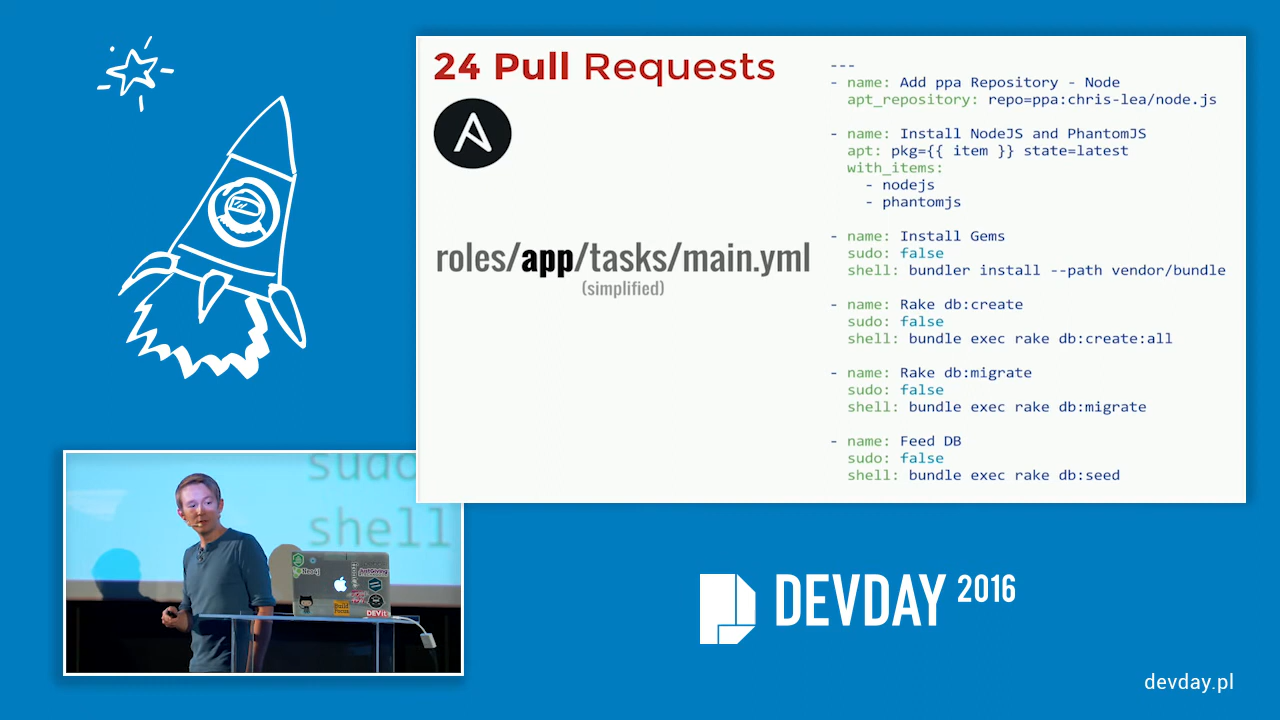 24 Pull Requests
roles/app/tasks/main.yml
(simplified)
---
- name: Add ppa Repository - Node
  apt_repository: repo=ppa:chris-lea/node.js
- name: Install NodeJS and PhantomJS
  apt: pkg={{ item }} state=latest
  with_items:
    - nodejs
    - phantomjs
- name: Install Gems
  sudo: false
  shell: bundler install --path vendor/bundle
- name: Rake db:create
  sudo: false
  shell: bundle exec rake db:create:all
- name: Rake db:migrate
  sudo: false
  shell: bundle exec rake db:migrate
- name: Feed DB
  sudo: false
  shell: bundle exec rake db:seed
sudo
shell
Build
Focus
DEVit
DEVDAY 2016
devday.pl